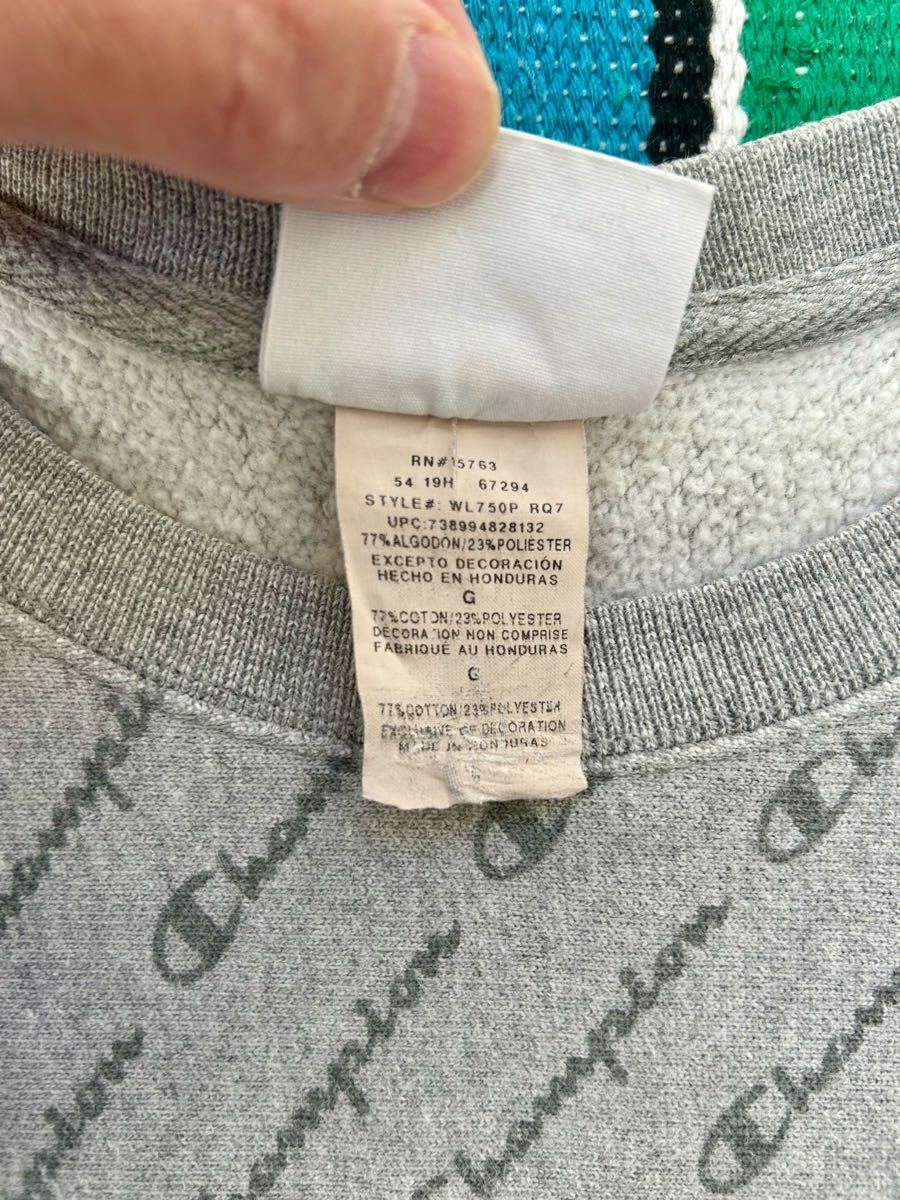 RN#15763
54 19H 67294
STYLE#: WL750P RQ7
UPC:738994828132
77%ALGODON/23%POLIÉSTER
EXCEPTO DECORACIÓN
HECHO EN HONDURAS
G
77%COTON/23%POLYESTER
DÉCORATION NON COMPRISE
FABRIQUÉ AU HONDURAS
G
77%COTTON/23%POLYESTER
EXCLUSIVE OF DECORATION
MADE IN HONDURAS
Champion
Champion
Champion
Champion
Champion